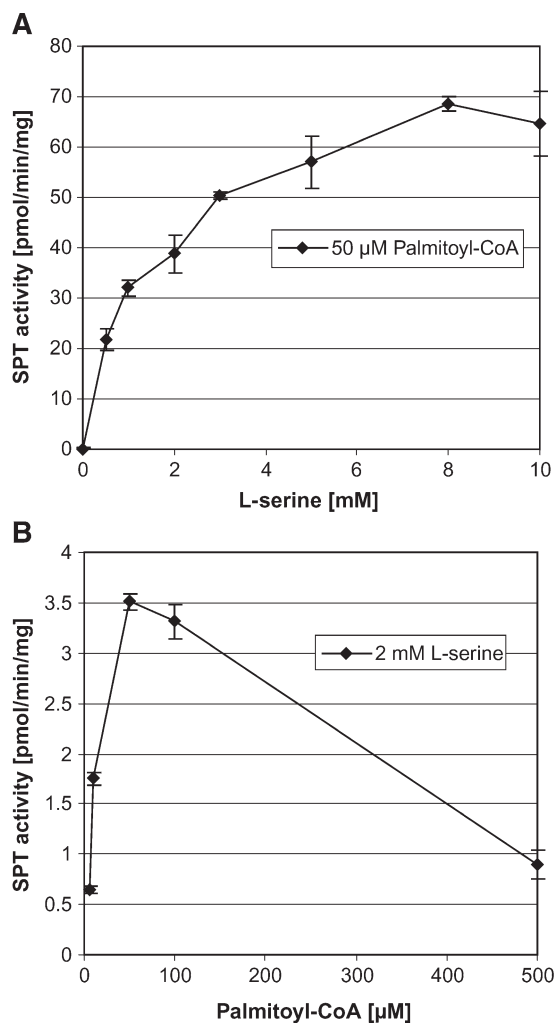 A
SPT activity [pmol/min/mg]
80
70
60
50
40
30
20
10
0
50 µM Palmitoyl-CoA
0 2 4 6 8 10
L-serine [mM]
B
SPT activity [pmol/min/mg]
4
3.5
3
2.5
2
1.5
1
0.5
0
2 mM L-serine
0 100 200 300 400 500
Palmitoyl-CoA [µM]